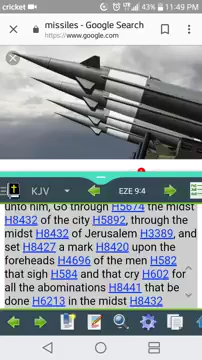 cricket 43% 11:49 PM
missiles - Google Search
https://www.google.com
KJV EZE 9:4
unto him, Go through H5674 the midst
H8432 of the city H5892, through the
midst H8432 of Jerusalem H3389, and
set H8427 a mark H8420 upon the
foreheads H4696 of the men H582
that sigh H584 and that cry H602 for
all the abominations H8441 that be
done H6213 in the midst H8432